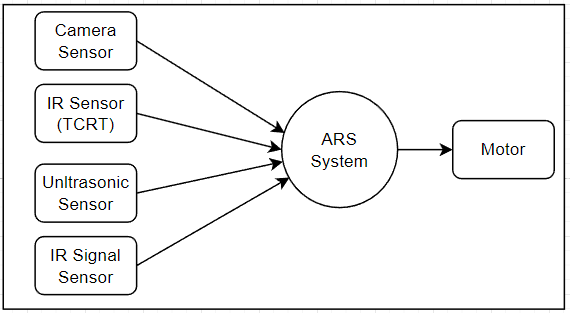 Camera
Sensor
IR Sensor
(TCRT)
Unltrasonic
Sensor
IR Signal
Sensor
ARS
System
Motor